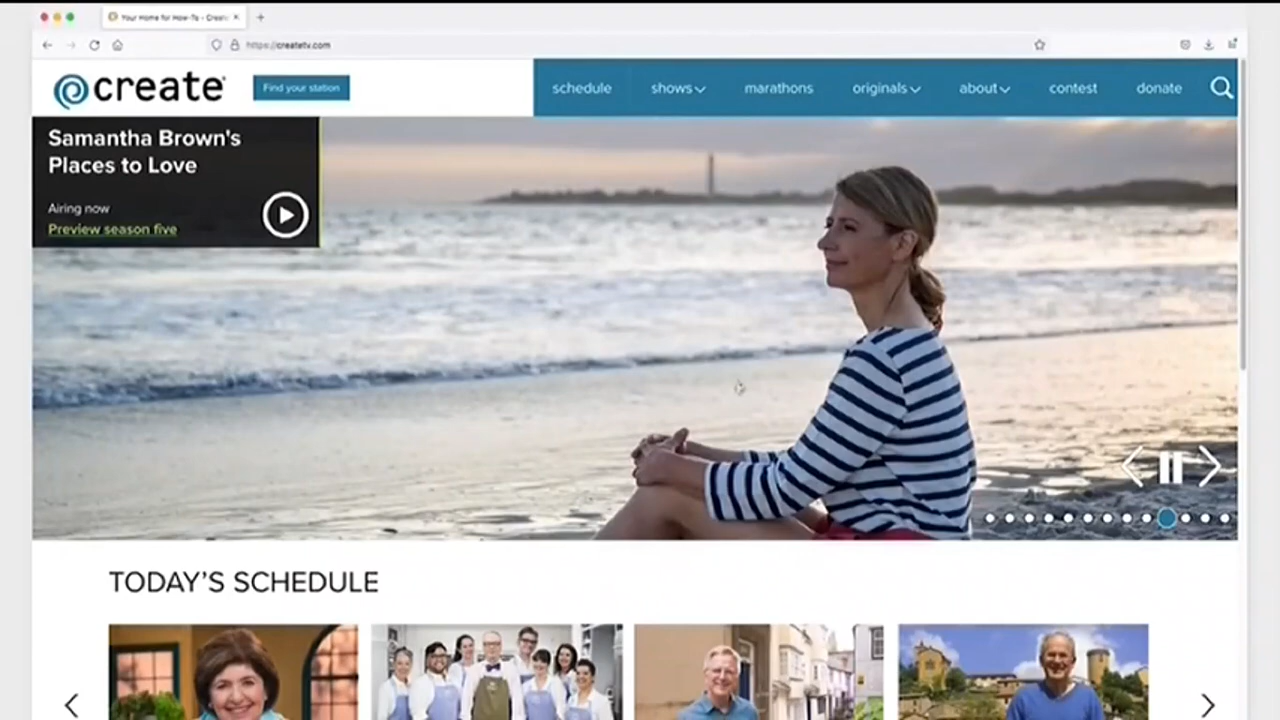 Your Home for How-To - Create
https://createtv.com
create
Find your station
schedule
shows
marathons
originals
about
contest
donate
Samantha Brown's
Places to Love
Airing now
Preview season five
TODAY'S SCHEDULE